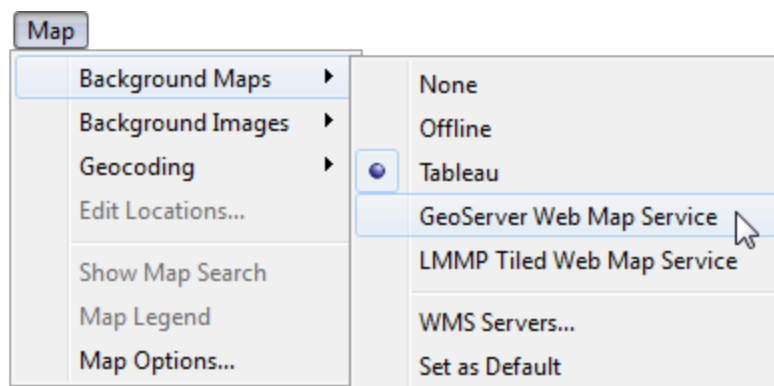 Map
Background Maps
Background Images
Geocoding
Edit Locations...
Show Map Search
Map Legend
Map Options...
None
Offline
Tableau
GeoServer Web Map Service
LMMP Tiled Web Map Service
WMS Servers...
Set as Default